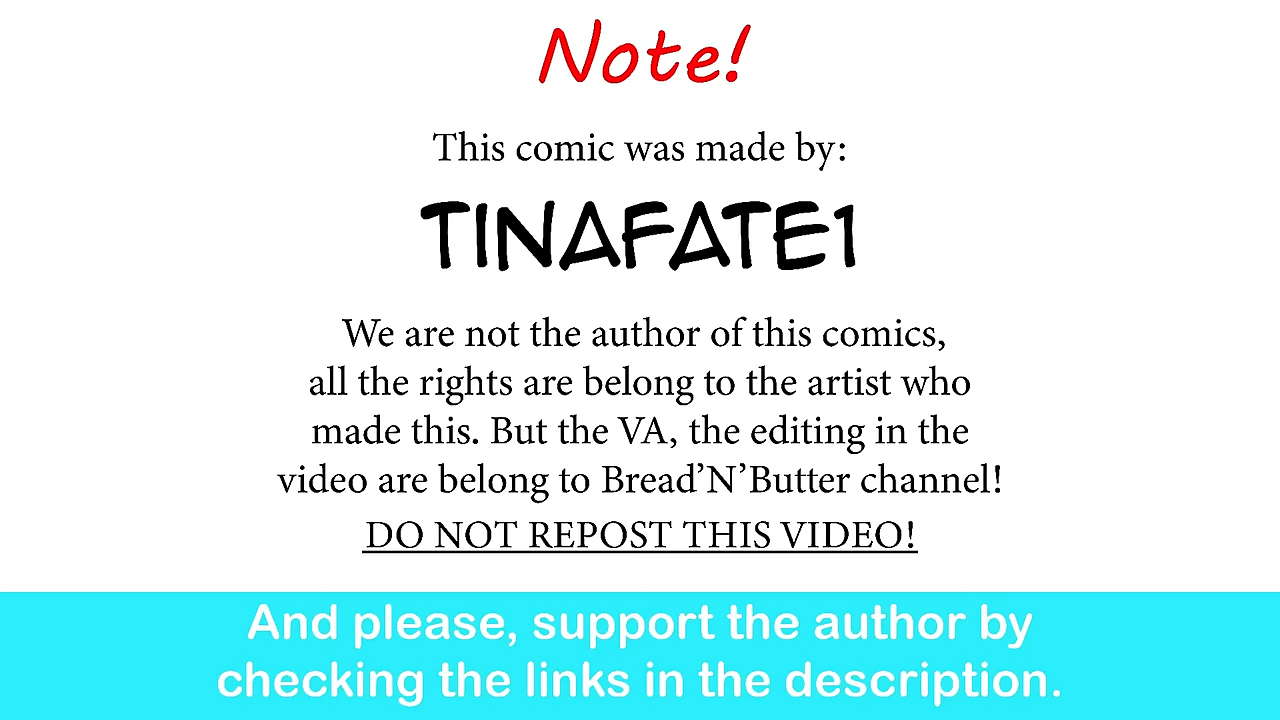 Note!
This comic was made by:
TINAFATE1
We are not the author of this comics,
all the rights are belong to the artist who
made this. But the VA, the editing in the
video are belong to Bread’N’Butter channel!
DO NOT REPOST THIS VIDEO!
And please, support the author by
checking the links in the description.